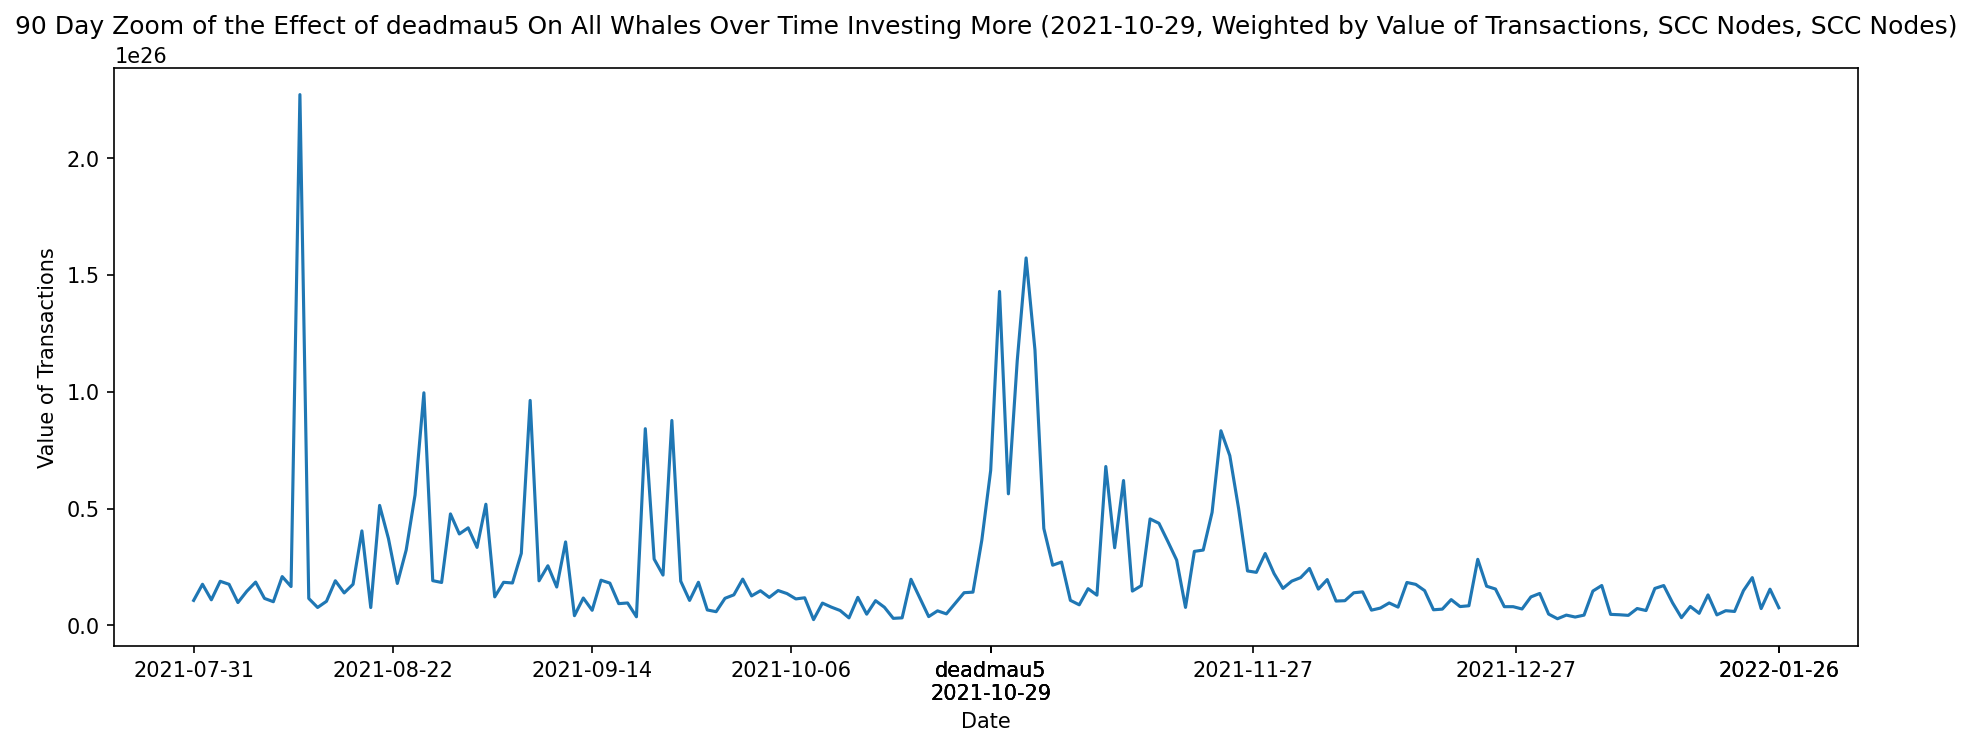 90 Day Zoom of the Effect of deadmau5 On All Whales Over Time Investing More (2021-10-29, Weighted by Value of Transactions, SCC Nodes, SCC Nodes)
1e26
2.0
1.5
1.0
0.5
0.0
Value of Transactions
2021-07-31 2021-08-22 2021-09-14 2021-10-06 deadmau5 2021-11-27 2021-12-27 2022-01-26
2021-10-29
Date